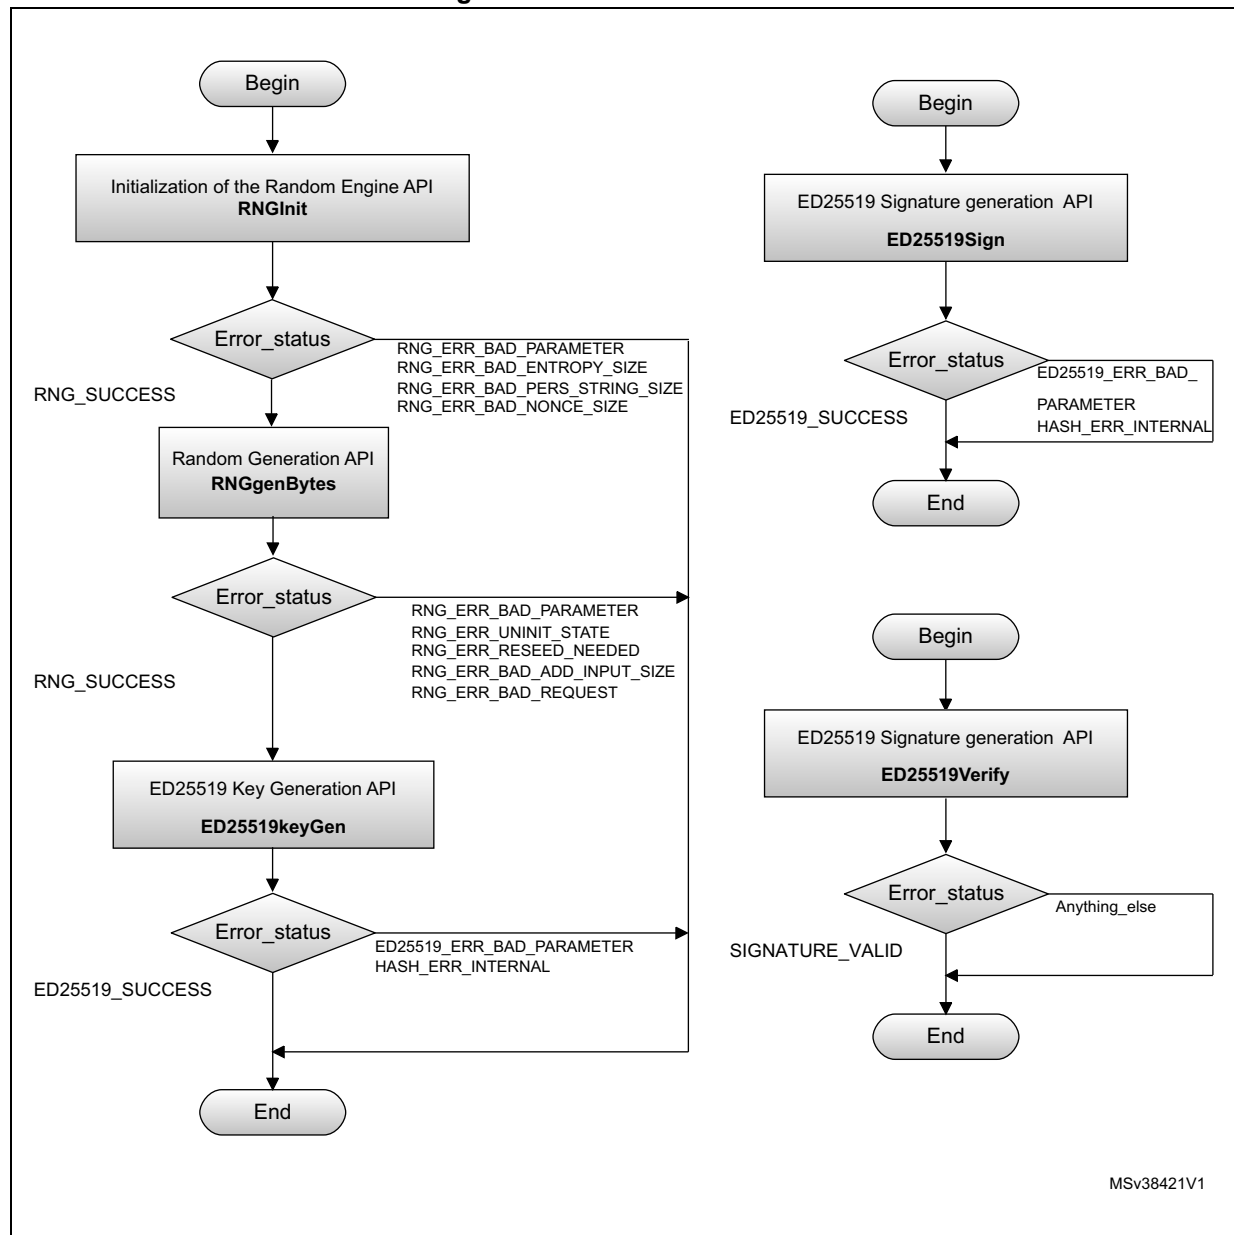 g
Begin
Initialization of the Random Engine API
RNGInit
Error_status
RNG_ERR_BAD_PARAMETER
RNG_ERR_BAD_ENTROPY_SIZE
RNG_ERR_BAD_PERS_STRING_SIZE
RNG_ERR_BAD_NONCE_SIZE
RNG_SUCCESS
Random Generation API
RNGgenBytes
Error_status
RNG_ERR_BAD_PARAMETER
RNG_ERR_UNINIT_STATE
RNG_ERR_RESEED_NEEDED
RNG_ERR_BAD_ADD_INPUT_SIZE
RNG_ERR_BAD_REQUEST
RNG_SUCCESS
ED25519 Key Generation API
ED25519keyGen
Error_status
ED25519_ERR_BAD_PARAMETER
HASH_ERR_INTERNAL
ED25519_SUCCESS
End
Begin
ED25519 Signature generation API
ED25519Sign
Error_status
ED25519_ERR_BAD_
PARAMETER
HASH_ERR_INTERNAL
ED25519_SUCCESS
End
Begin
ED25519 Signature generation API
ED25519Verify
Error_status
Anything_else
SIGNATURE_VALID
End
MSv38421V1